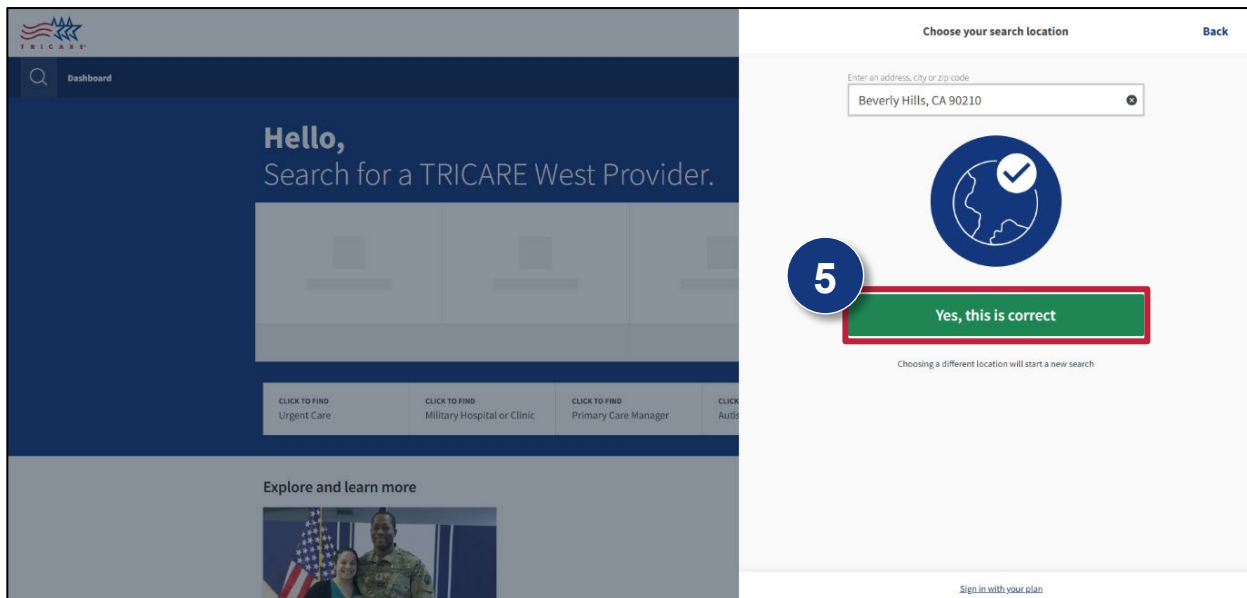 TRICARE
Dashboard
Hello,
Search for a TRICARE West Provider.
CLICK TO FIND
Urgent Care
CLICK TO FIND
Military Hospital or Clinic
CLICK TO FIND
Primary Care Manager
CLICK
Autis
Explore and learn more
Choose your search location
Back
Enter an address, city or zip code
Beverly Hills, CA 90210
5
Yes, this is correct
Choosing a different location will start a new search
Sign in with your plan